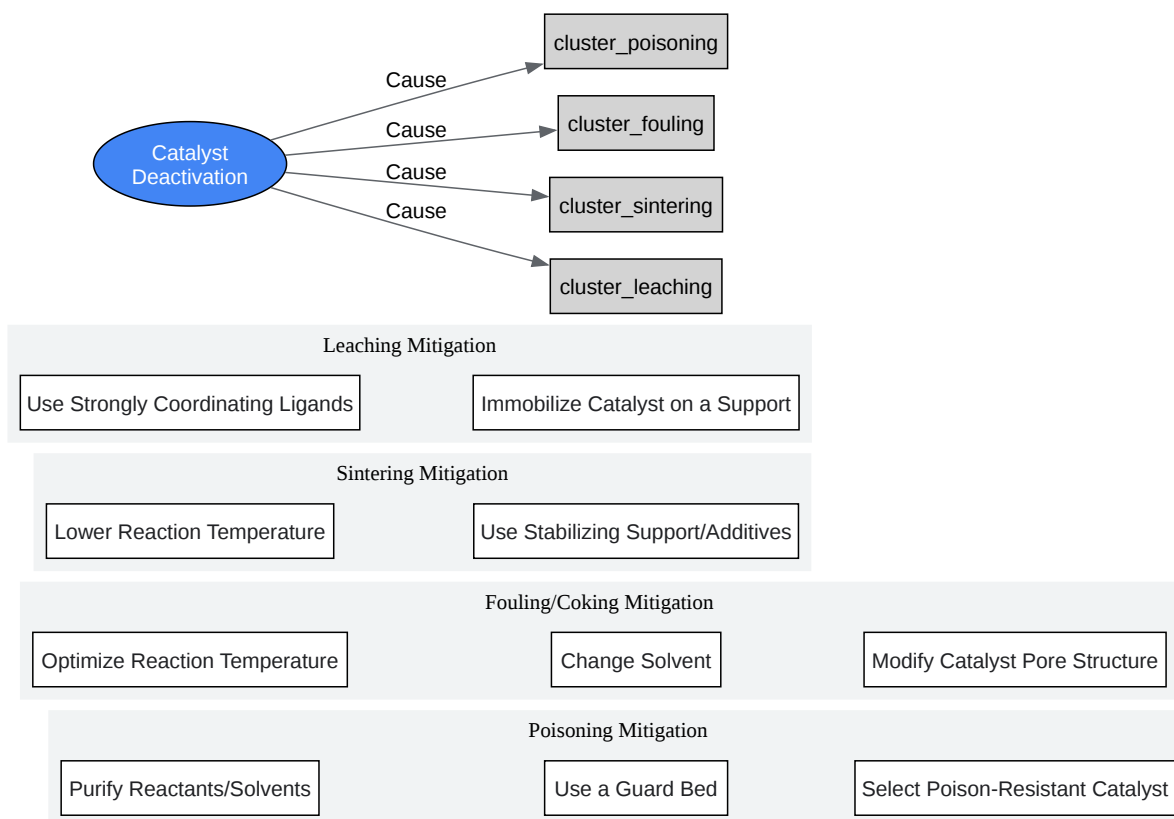 cluster_poisoning
Cause
cluster_fouling
Cause
Catalyst
Deactivation
Cause
cluster_sintering
Cause
cluster_leaching
Leaching Mitigation
Use Strongly Coordinating Ligands
Immobilize Catalyst on a Support
Sintering Mitigation
Lower Reaction Temperature
Use Stabilizing Support/Additives
Fouling/Coking Mitigation
Optimize Reaction Temperature
Change Solvent
Modify Catalyst Pore Structure
Poisoning Mitigation
Purify Reactants/Solvents
Use a Guard Bed
Select Poison-Resistant Catalyst